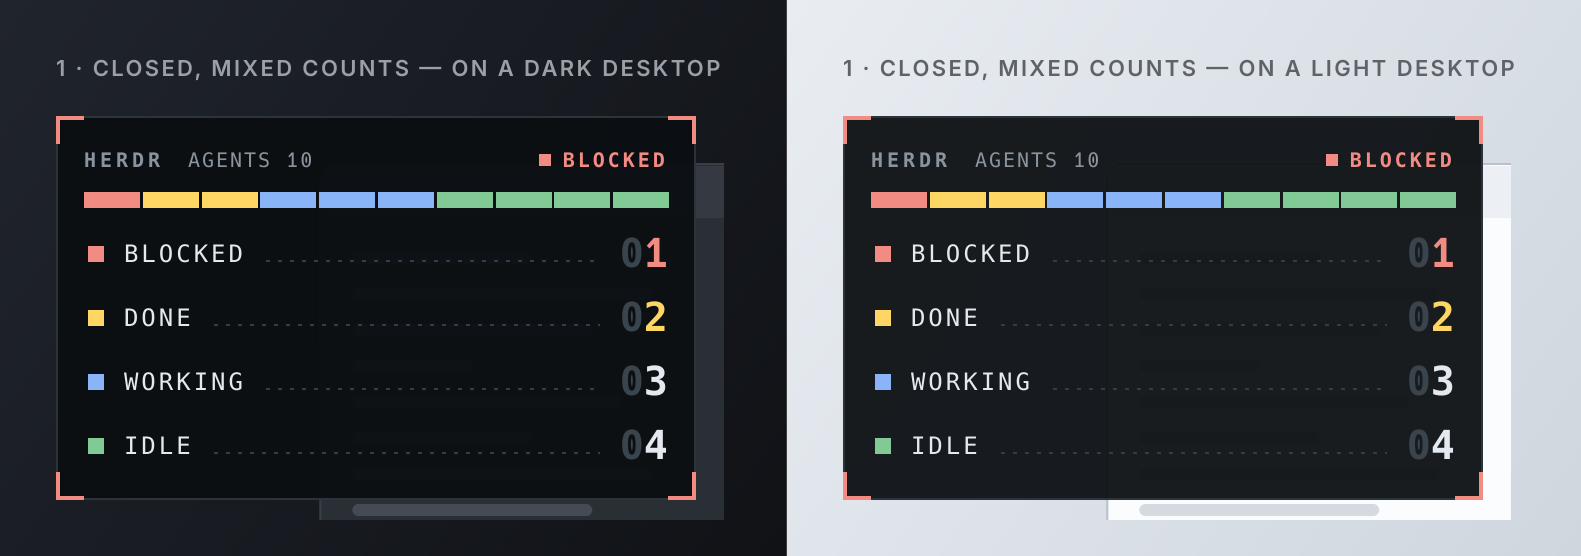 1 · CLOSED, MIXED COUNTS — ON A DARK DESKTOP
HERDR AGENTS 10 BLOCKED
BLOCKED 01
DONE 02
WORKING 03
IDLE 04
1 · CLOSED, MIXED COUNTS — ON A LIGHT DESKTOP
HERDR AGENTS 10 BLOCKED
BLOCKED 01
DONE 02
WORKING 03
IDLE 04